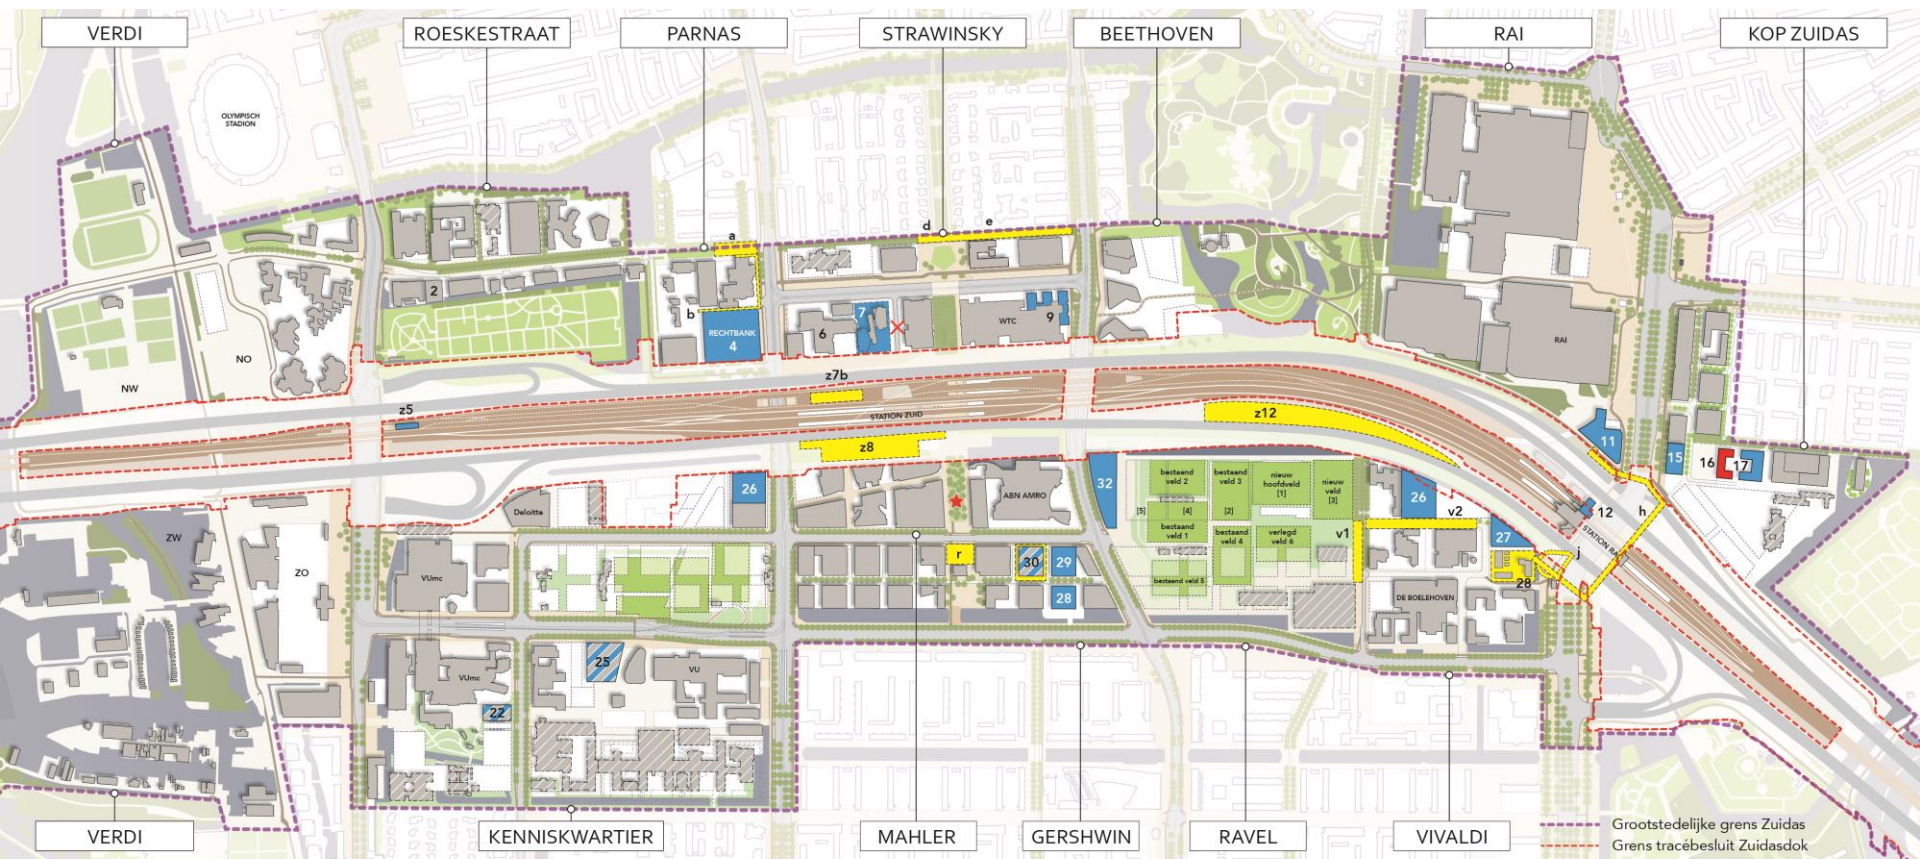 VERDI
ROESKESTRAAT
PARNAS
STRAWINSKY
BEETHOVEN
RAI
KOP ZUIDAS
OLYMPISCH
STADION
a
d
e
2
b
RECHTBANK
4
6
7
WTC
9
NO
NW
RAI
z7b
z5
STATION ZUID
z12
z8
11
15
16
17
26
Deloitte
ABN AMRO
32
bestaand
veld 2
bestaand
veld 3
nieuw
hoofdveld
[1]
nieuw
veld
[3]
[5]
[4]
[2]
bestaand
veld 1
bestaand
veld 4
verlegd
veld 6
bestaand veld 5
v1
26
v2
12
h
STATION RAI
j
27
28
ZW
ZO
VUmc
r
30
29
28
DE BOELEHOVEN
25
VU
VUmc
22
VERDI
KENNISKWARTIER
MAHLER
GERSHWIN
RAVEL
VIVALDI
Grootstedelijke grens Zuidas
Grens tracébesluit Zuidasdok